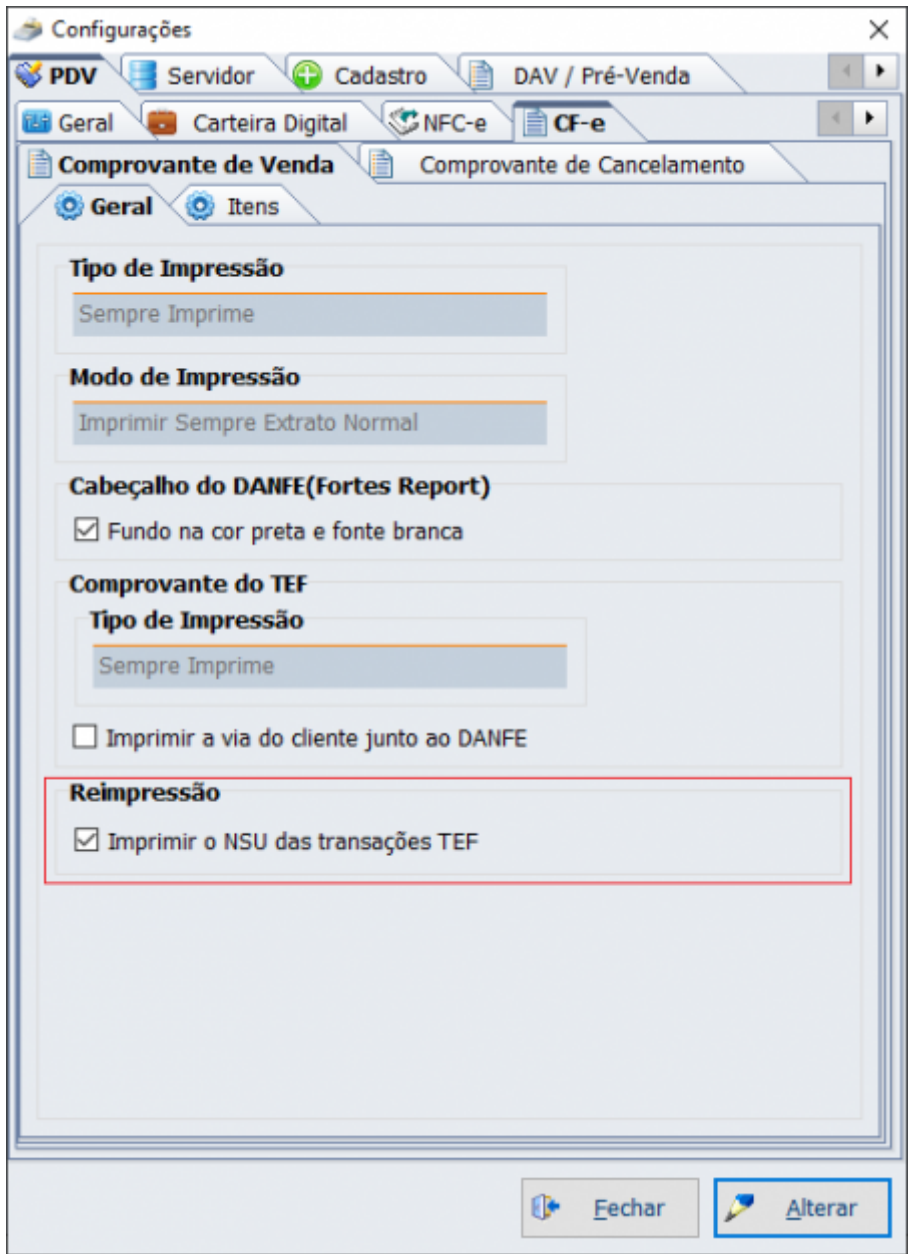 Configurações
PDV Servidor Cadastro DAV / Pré-Venda
Geral Carteira Digital NFC-e CF-e
Comprovante de Venda Comprovante de Cancelamento
Geral Itens
Tipo de Impressão
Sempre Imprime
Modo de Impressão
Imprimir Sempre Extrato Normal
Cabeçalho do DANFE(Fortes Report)
Fundo na cor preta e fonte branca
Comprovante do TEF
Tipo de Impressão
Sempre Imprime
Imprimir a via do cliente junto ao DANFE
Reimpressão
Imprimir o NSU das transações TEF
Fechar Alterar